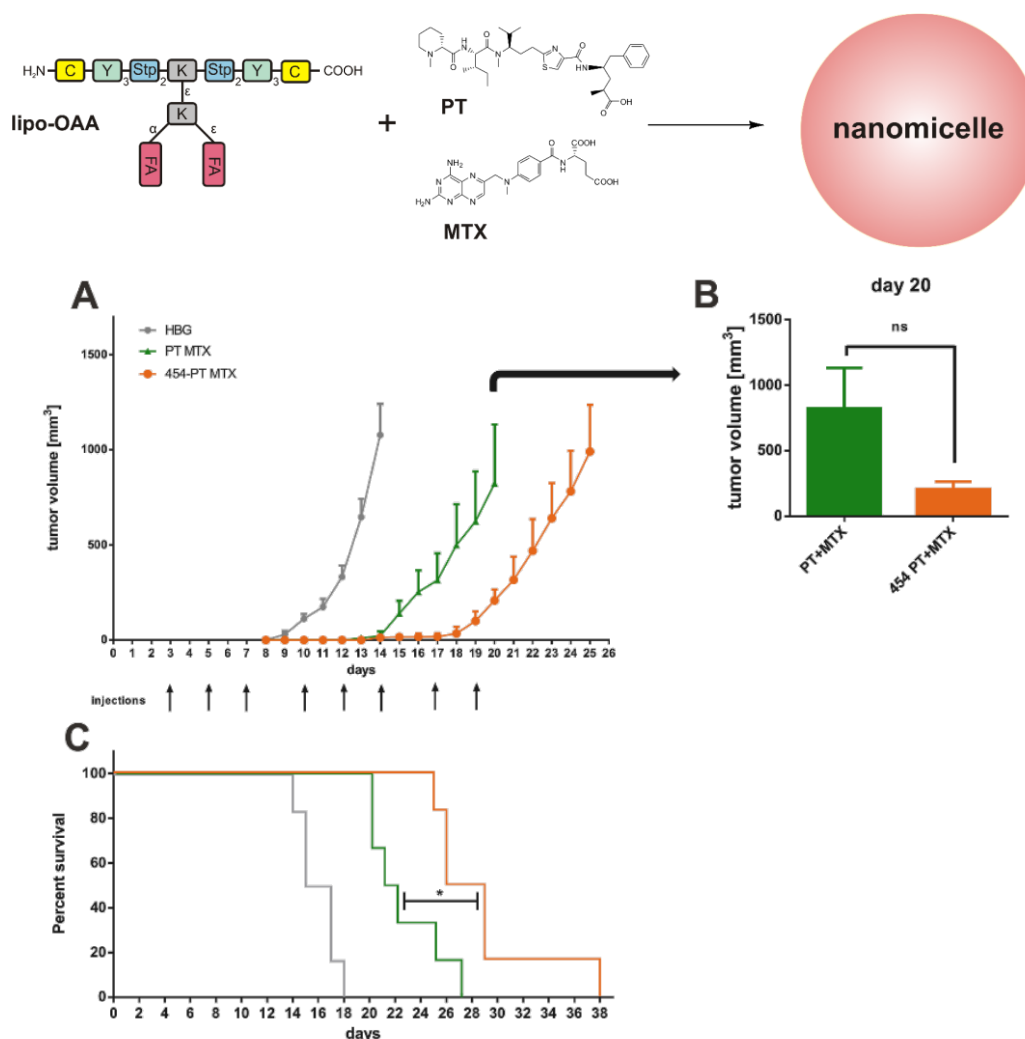 H₂N C Y 3 Stp 2 K Stp 2 Y 3 C COOH
ε
lipo-OAA
K
α ε
FA FA
+
N
O
HN
O
N
N
S
O
HN
O
OH
PT
NH₂
N
N
H₂N
N
N
N
O
N
H
COOH
COOH
MTX
nanomicelle
A
HBG
PT MTX
454-PT MTX
tumor volume [mm³]
1500
1000
500
0
0 1 2 3 4 5 6 7 8 9 10 11 12 13 14 15 16 17 18 19 20 21 22 23 24 25 26
days
injections
B
day 20
ns
tumor volume [mm³]
1500
1000
500
0
PT+MTX
454 PT+MTX
C
Percent survival
100
80
60
40
20
0
*
0 2 4 6 8 10 12 14 16 18 20 22 24 26 28 30 32 34 36 38
days